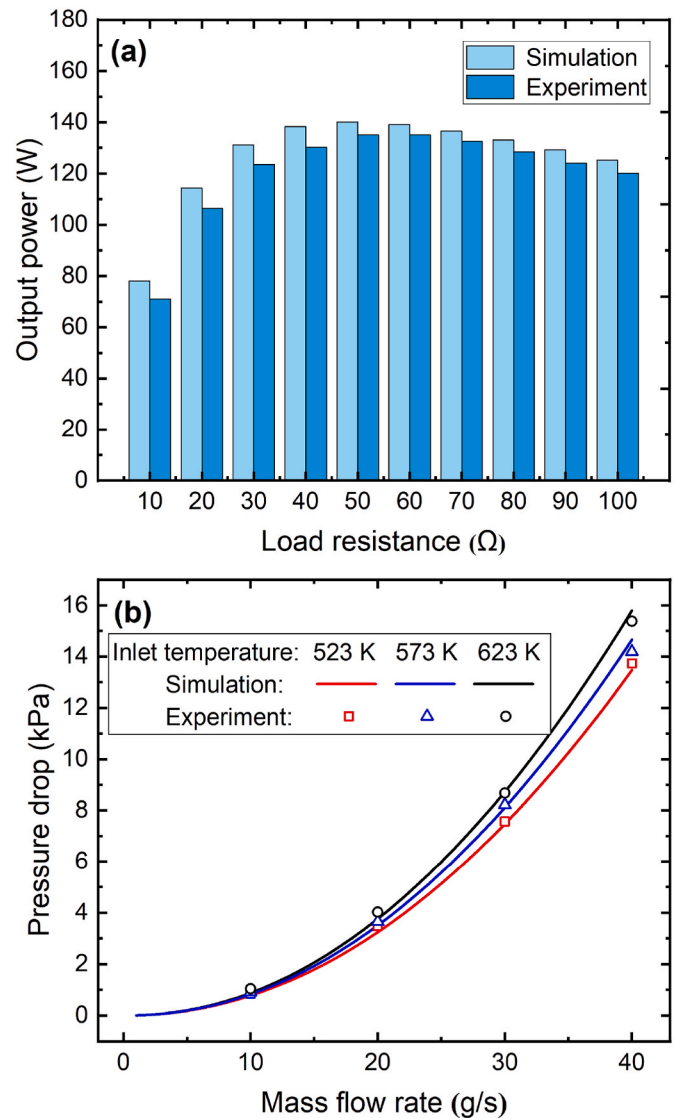 (a)
Simulation
Experiment
180
160
140
120
100
80
60
40
20
0
10 20 30 40 50 60 70 80 90 100
Output power (W)
Load resistance (Ω)
(b)
Inlet temperature: 523 K 573 K 623 K
Simulation:
Experiment:
16
14
12
10
8
6
4
2
0
0 10 20 30 40
Pressure drop (kPa)
Mass flow rate (g/s)